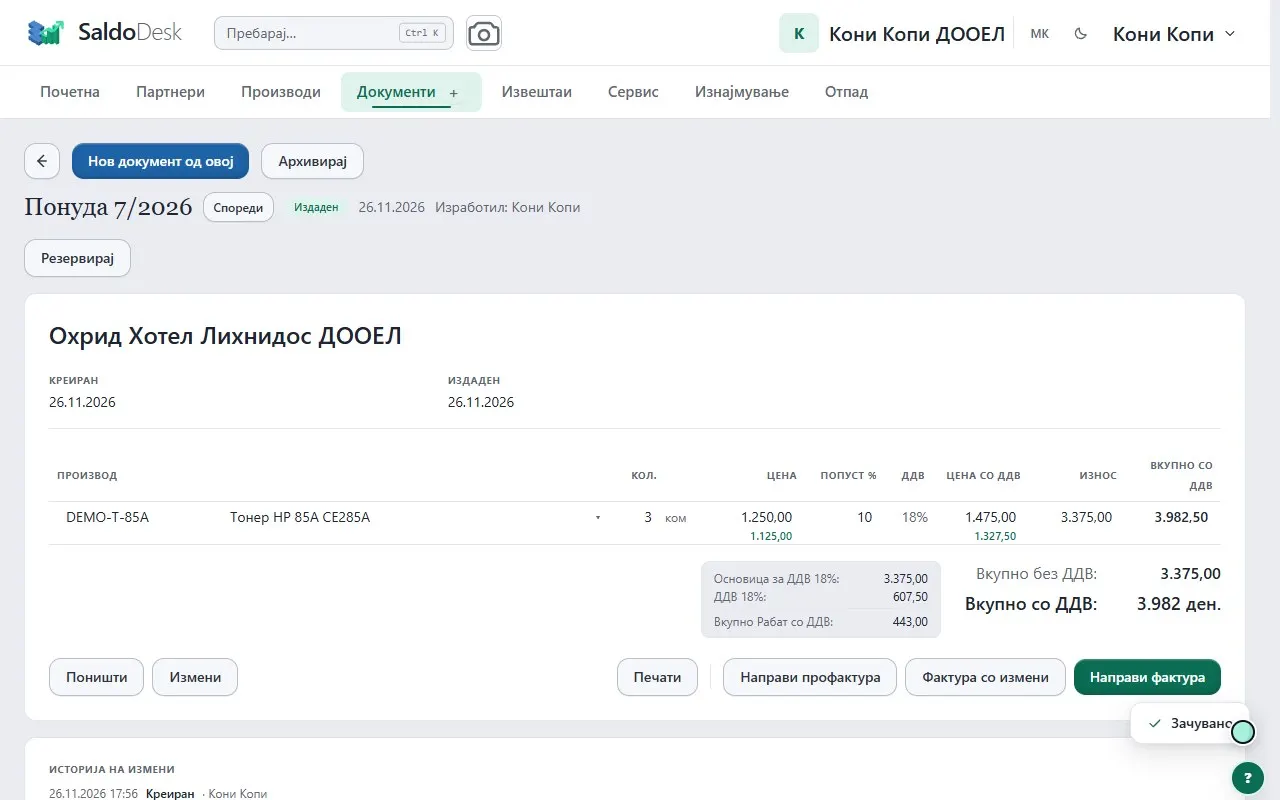 SaldoDesk
Пребарај... Ctrl K
К Кони Копи ДООЕЛ МК Кони Копи
Почетна Партнери Производи Документи + Извештаи Сервис Изнајмување Отпад
Нов документ од овој Архивирај
Понуда 7/2026 Спореди Издаден 26.11.2026 Изработил: Кони Копи
Резервирај
Охрид Хотел Лихнидос ДООЕЛ
КРЕИРАН ИЗДАДЕН
26.11.2026 26.11.2026
ПРОИЗВОД КОЛ. ЦЕНА ПОПУСТ % ДДВ ЦЕНА СО ДДВ ИЗНОС ВКУПНО СО ДДВ
DEMO-T-85A Тонер HP 85A CE285A 3 ком 1.250,00 10 18% 1.475,00 3.375,00 3.982,50
1.125,00 1.327,50
Основица за ДДВ 18%: 3.375,00 Вкупно без ДДВ: 3.375,00
ДДВ 18%: 607,50 Вкупно со ДДВ: 3.982 ден.
Вкупно Рабат со ДДВ: 443,00
Поништи Измени Печати Направи профактура Фактура со измени Направи фактура
Зачувано
?
ИСТОРИЈА НА ИЗМЕНИ
26.11.2026 17:56 Креиран · Кони Копи